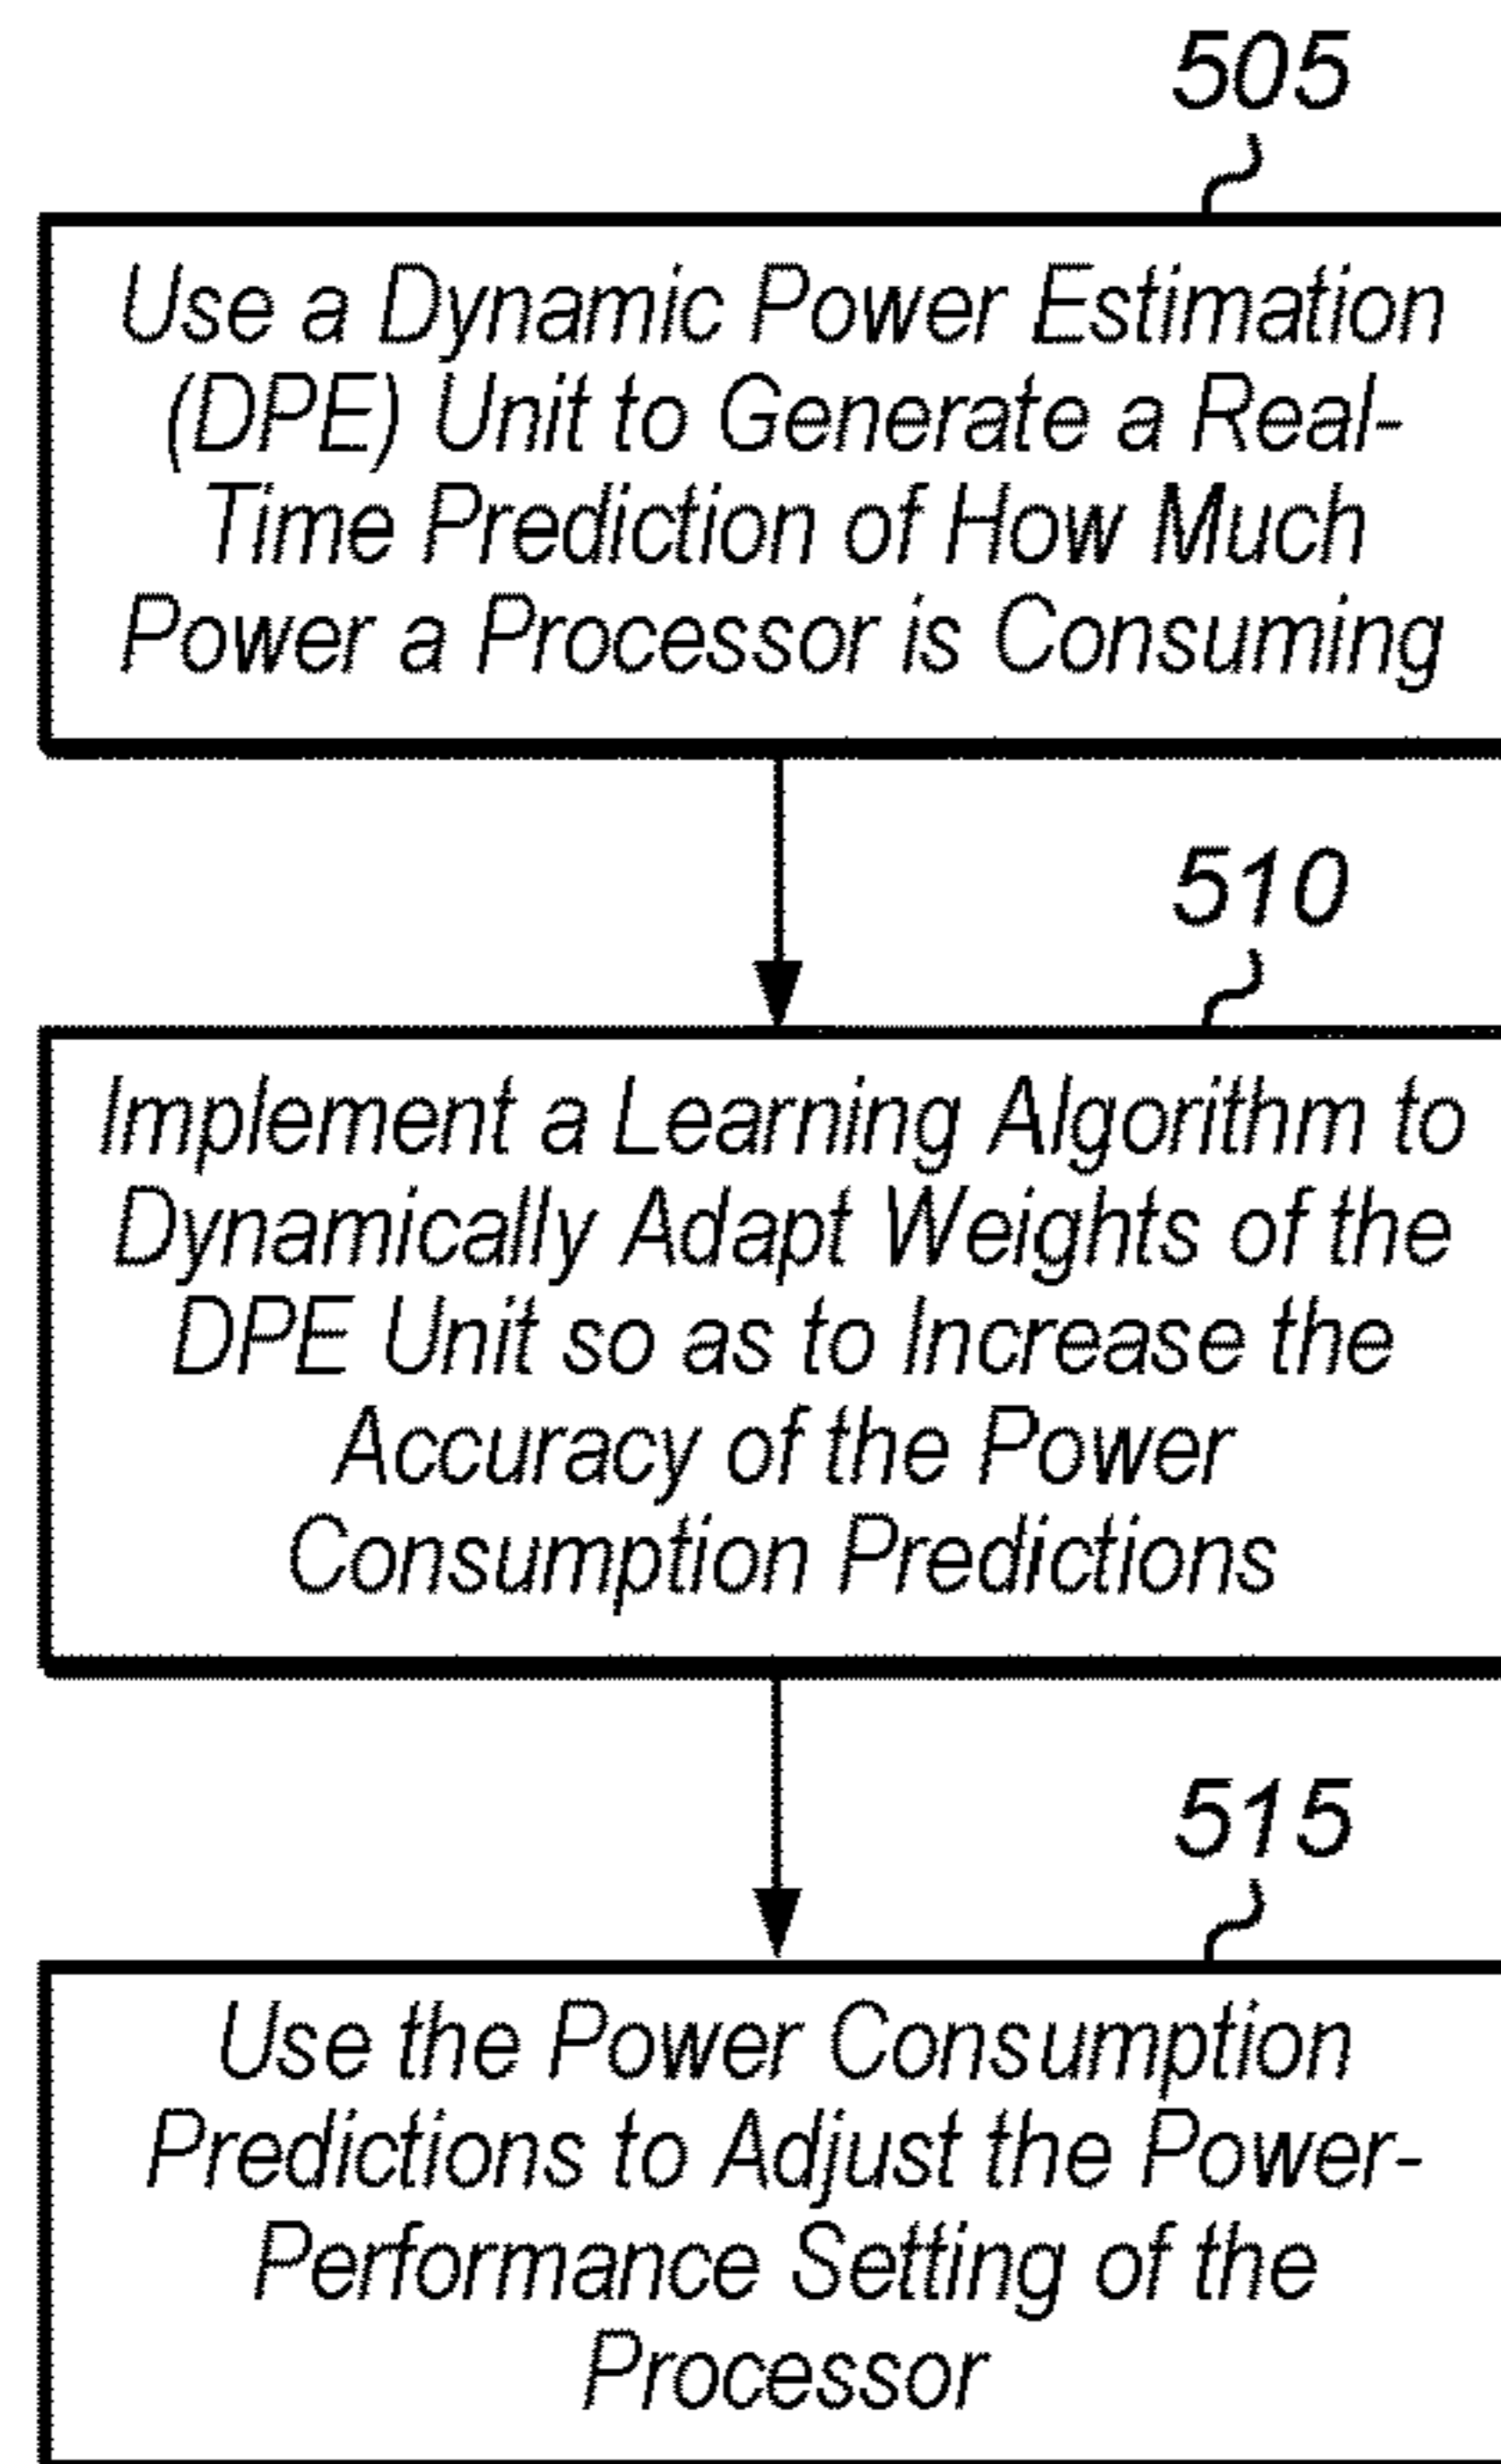 505
Use a Dynamic Power Estimation
(DPE) Unit to Generate a Real-
Time Prediction of How Much
Power a Processor is Consuming
510
Implement a Learning Algorithm to
Dynamically Adapt Weights of the
DPE Unit so as to Increase the
Accuracy of the Power
Consumption Predictions
515
Use the Power Consumption
Predictions to Adjust the Power-
Performance Setting of the
Processor